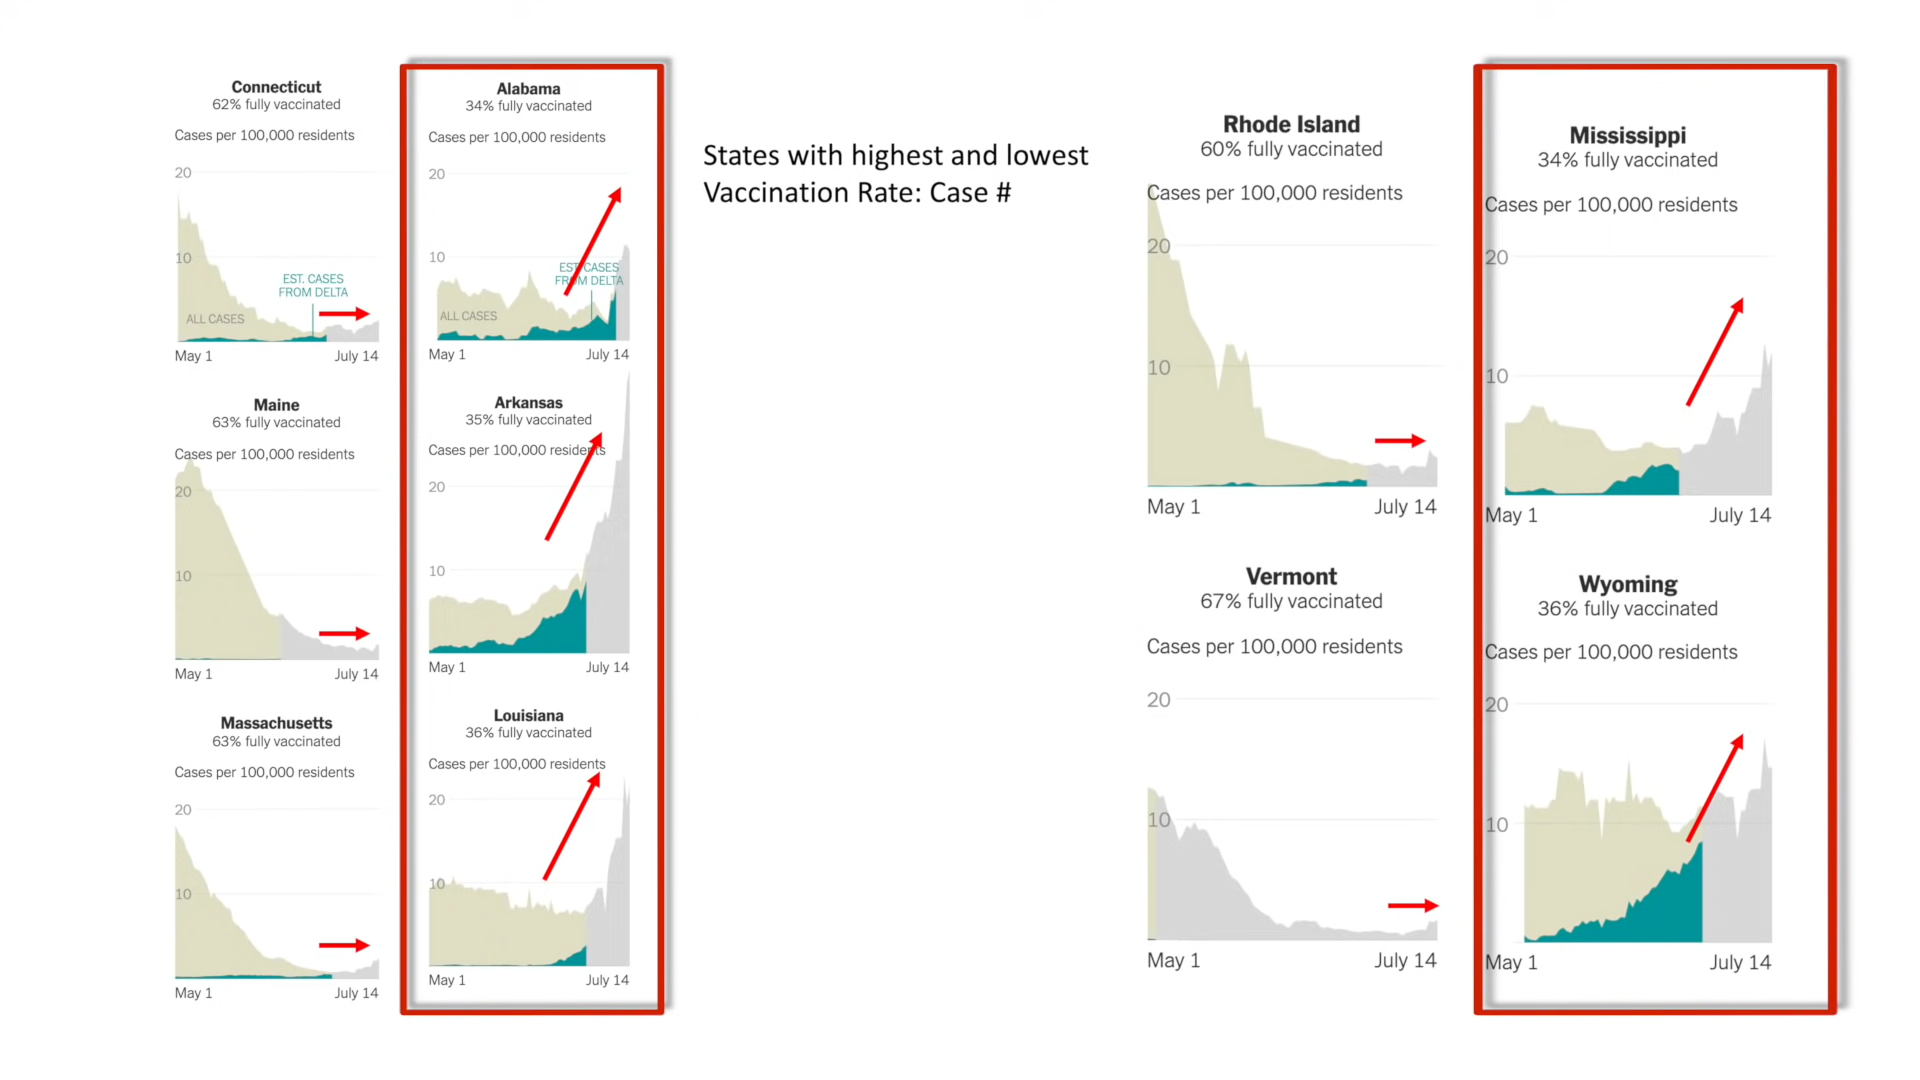 Connecticut
62% fully vaccinated
Cases per 100,000 residents
20
10
EST. CASES
FROM DELTA
ALL CASES
May 1
July 14
Maine
63% fully vaccinated
Cases per 100,000 residents
20
10
May 1
July 14
Massachusetts
63% fully vaccinated
Cases per 100,000 residents
20
10
May 1
July 14
Alabama
34% fully vaccinated
Cases per 100,000 residents
20
10
EST. CASES
FROM DELTA
ALL CASES
May 1
July 14
Arkansas
35% fully vaccinated
Cases per 100,000 residents
20
10
May 1
July 14
Louisiana
36% fully vaccinated
Cases per 100,000 residents
20
10
May 1
July 14
States with highest and lowest
Vaccination Rate: Case #
Rhode Island
60% fully vaccinated
Cases per 100,000 residents
20
10
May 1
July 14
Vermont
67% fully vaccinated
Cases per 100,000 residents
20
10
May 1
July 14
Mississippi
34% fully vaccinated
Cases per 100,000 residents
20
10
May 1
July 14
Wyoming
36% fully vaccinated
Cases per 100,000 residents
20
10
May 1
July 14